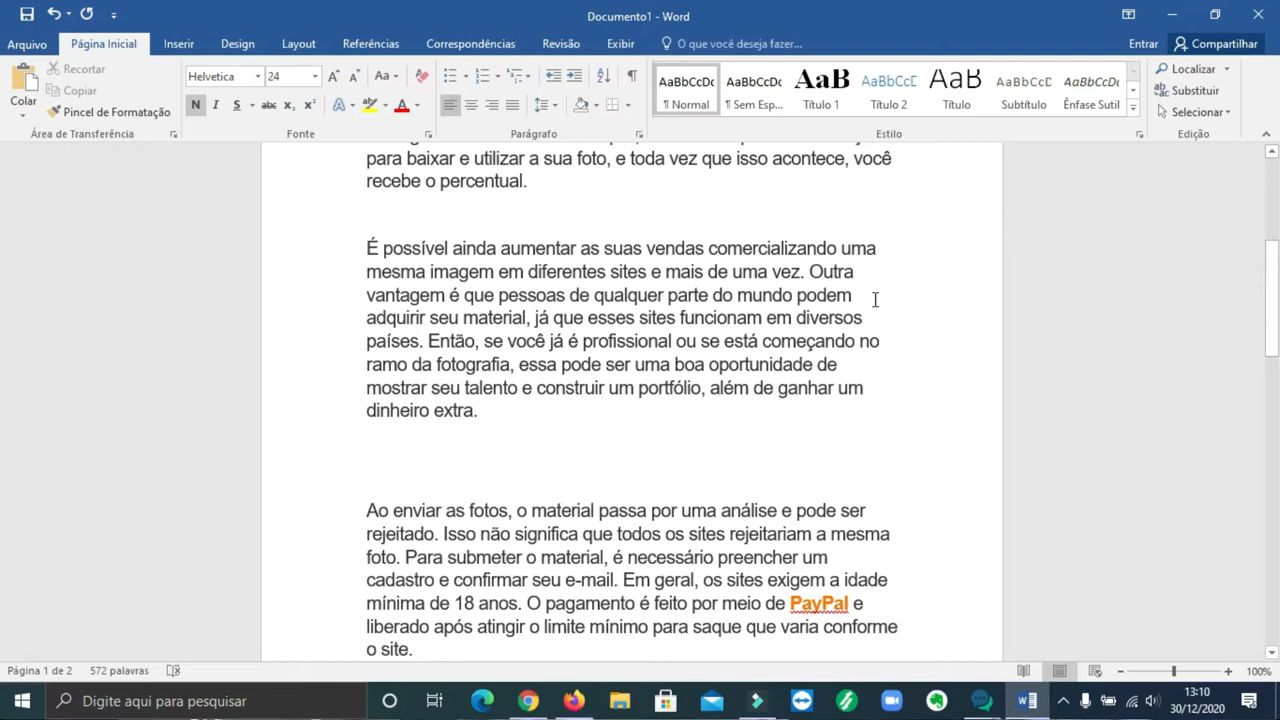 Documento1 - Word
Arquivo Página Inicial Inserir Design Layout Referências Correspondências Revisão Exibir O que você deseja fazer... Entrar Compartilhar
Colar Recortar Copiar Pincel de Formatação
Helvetica 24 Aa
N I S abc x₂ x² A A
¶
AaBbCcDc AaBbCcDc AaB AaBbCcD AaB AaBbCcD AaBbCcDc
¶ Normal ¶ Sem Esp... Título 1 Título 2 Título Subtítulo Ênfase Sutil
Localizar
Substituir
Selecionar
Área de Transferência Fonte Parágrafo Estilo Edição
para baixar e utilizar a sua foto, e toda vez que isso acontece, você
recebe o percentual.
É possível ainda aumentar as suas vendas comercializando uma
mesma imagem em diferentes sites e mais de uma vez. Outra
vantagem é que pessoas de qualquer parte do mundo podem
adquirir seu material, já que esses sites funcionam em diversos
países. Então, se você já é profissional ou se está começando no
ramo da fotografia, essa pode ser uma boa oportunidade de
mostrar seu talento e construir um portfólio, além de ganhar um
dinheiro extra.
Ao enviar as fotos, o material passa por uma análise e pode ser
rejeitado. Isso não significa que todos os sites rejeitariam a mesma
foto. Para submeter o material, é necessário preencher um
cadastro e confirmar seu e-mail. Em geral, os sites exigem a idade
mínima de 18 anos. O pagamento é feito por meio de PayPal e
liberado após atingir o limite mínimo para saque que varia conforme
o site.
Página 1 de 2 572 palavras 100%
Digite aqui para pesquisar
13:10
30/12/2020